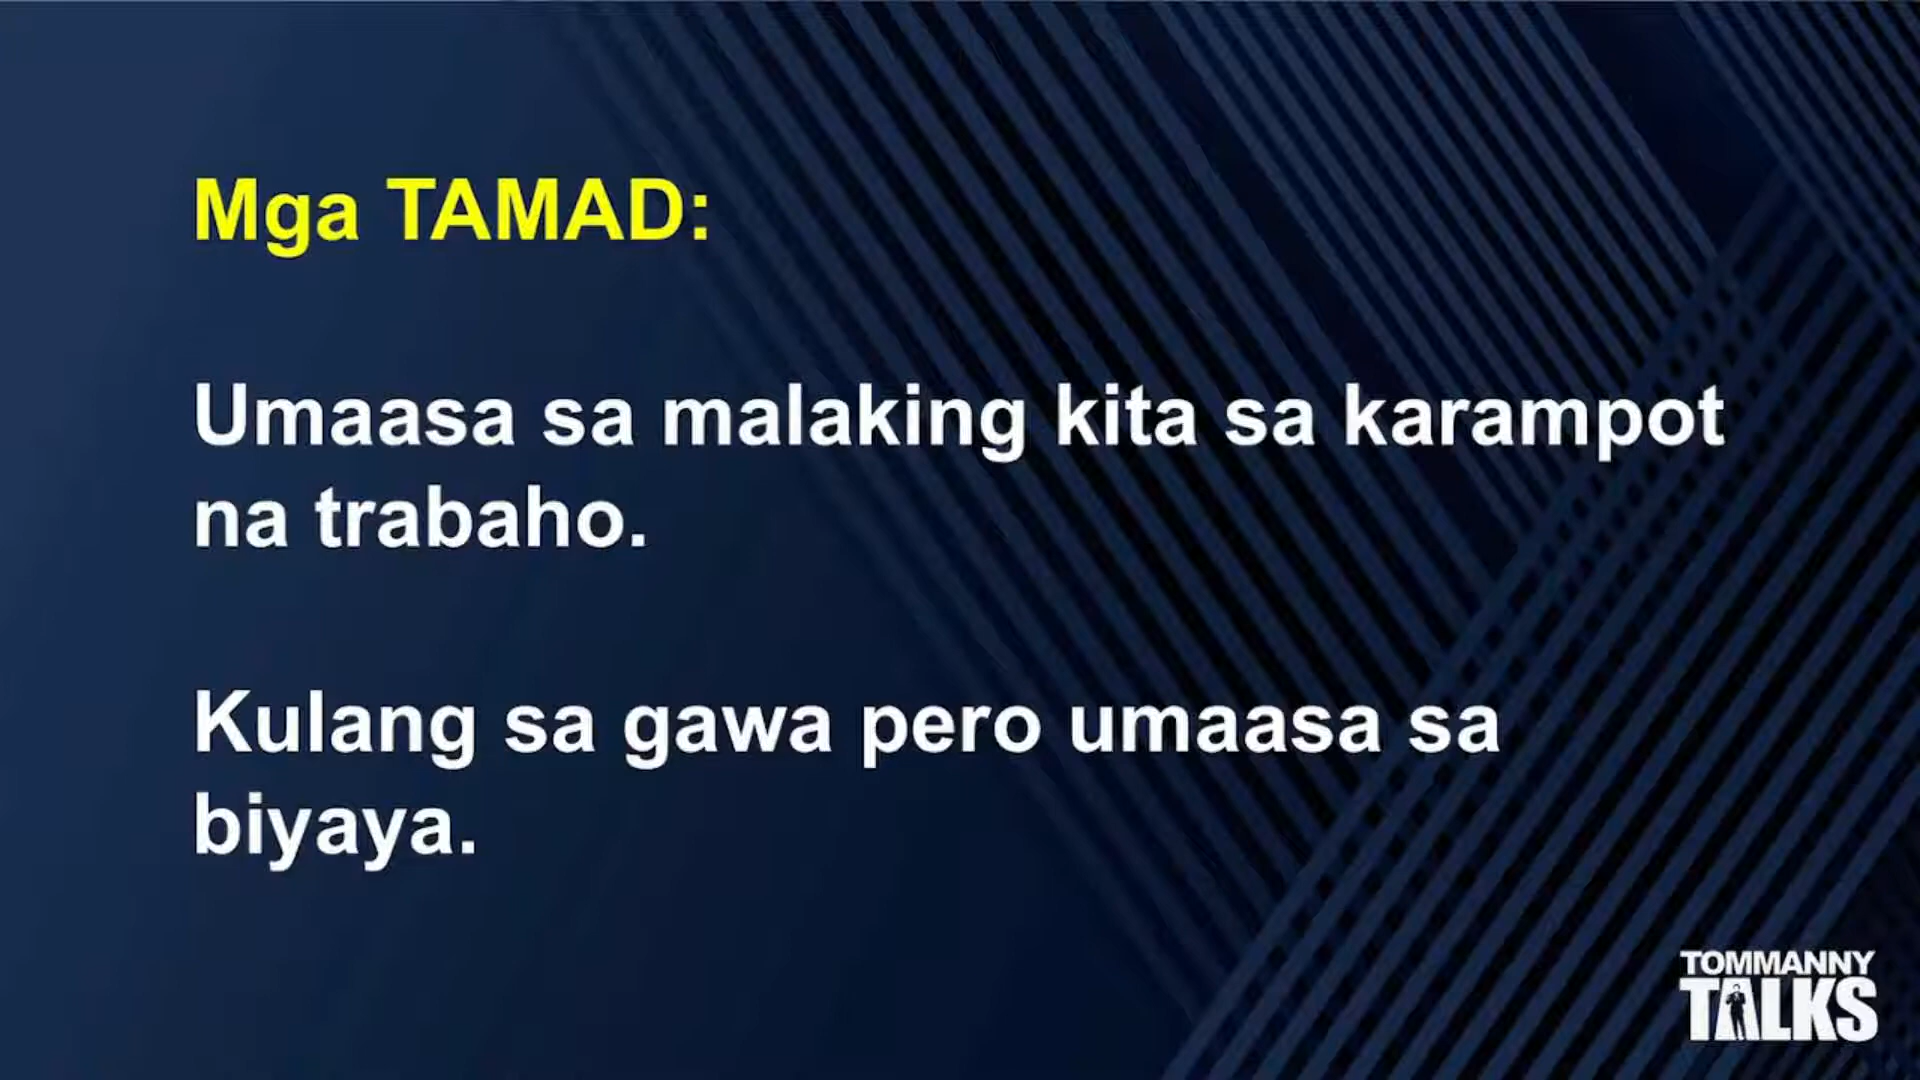 Mga TAMAD:
Umaasa sa malaking kita sa karampot
na trabaho.
Kulang sa gawa pero umaasa sa
biyaya.
TOMMANNY
TALKS